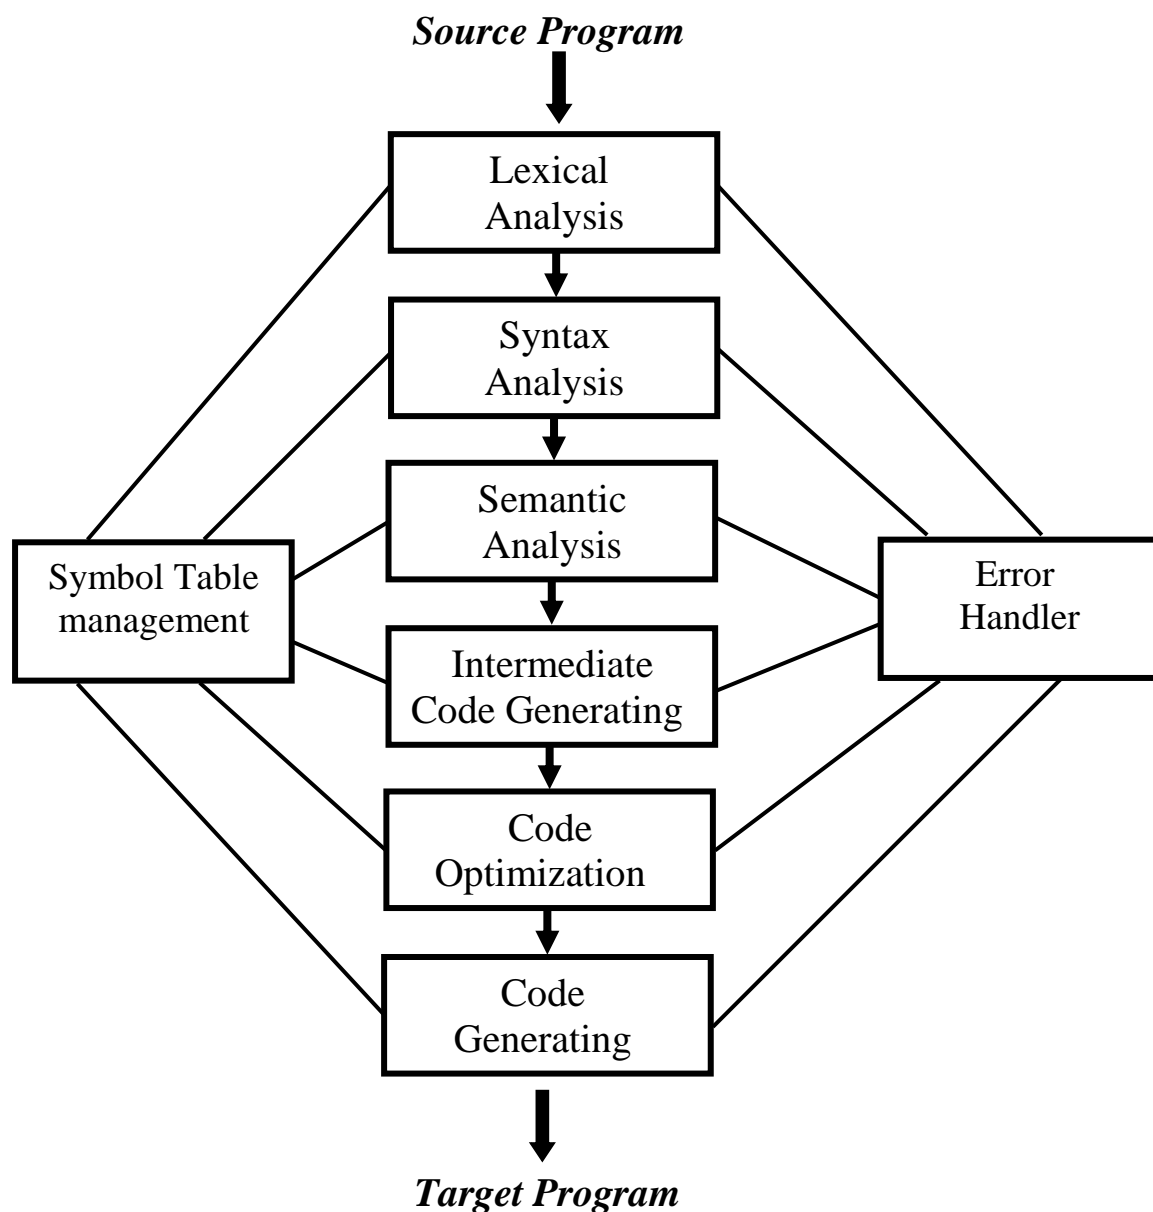 Source Program
Lexical
Analysis
Syntax
Analysis
Semantic
Analysis
Symbol Table
management
Error
Handler
Intermediate
Code Generating
Code
Optimization
Code
Generating
Target Program